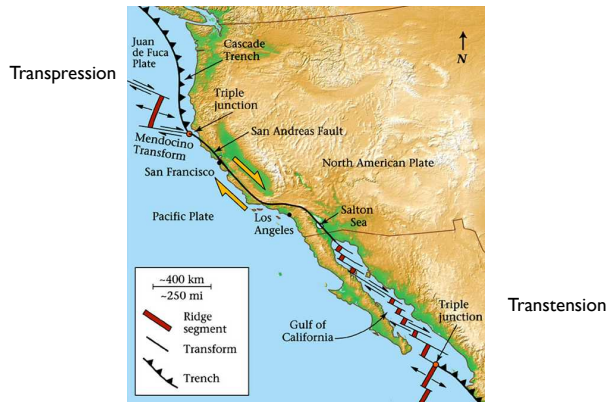 Juan
de Fuca
Plate
Cascade
Trench
N
Transpression
Triple
junction
San Andreas Fault
Mendocino
Transform
North American Plate
San Francisco
Pacific Plate
Los
Angeles
Salton
Sea
~400 km
~250 mi
Ridge
segment
Transform
Trench
Gulf of
California
Triple
junction
Transtension